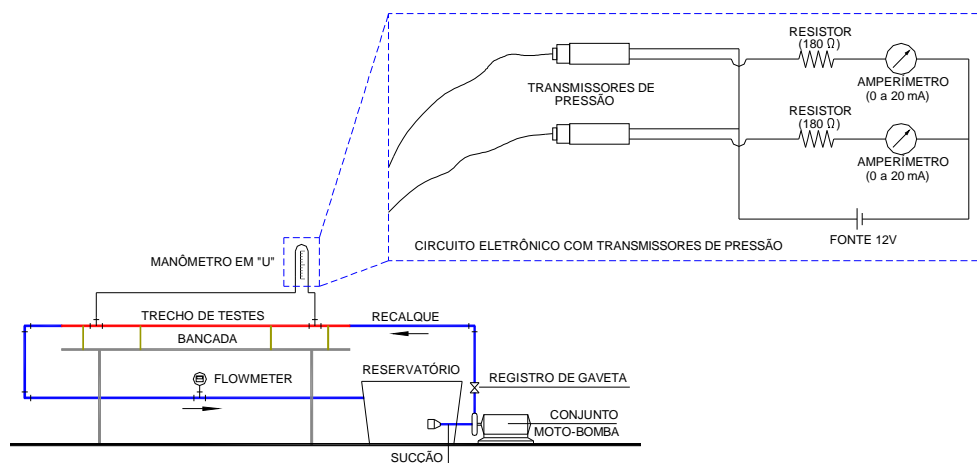 RESISTOR
(180 Ω)
AMPERÍMETRO
(0 a 20 mA)
TRANSMISSORES DE
PRESSÃO
RESISTOR
(180 Ω)
AMPERÍMETRO
(0 a 20 mA)
FONTE 12V
CIRCUITO ELETRÔNICO COM TRANSMISSORES DE PRESSÃO
MANÔMETRO EM "U"
TRECHO DE TESTES
RECALQUE
BANCADA
RESERVATÓRIO
FLOWMETER
REGISTRO DE GAVETA
CONJUNTO
MOTO-BOMBA
SUCÇÃO